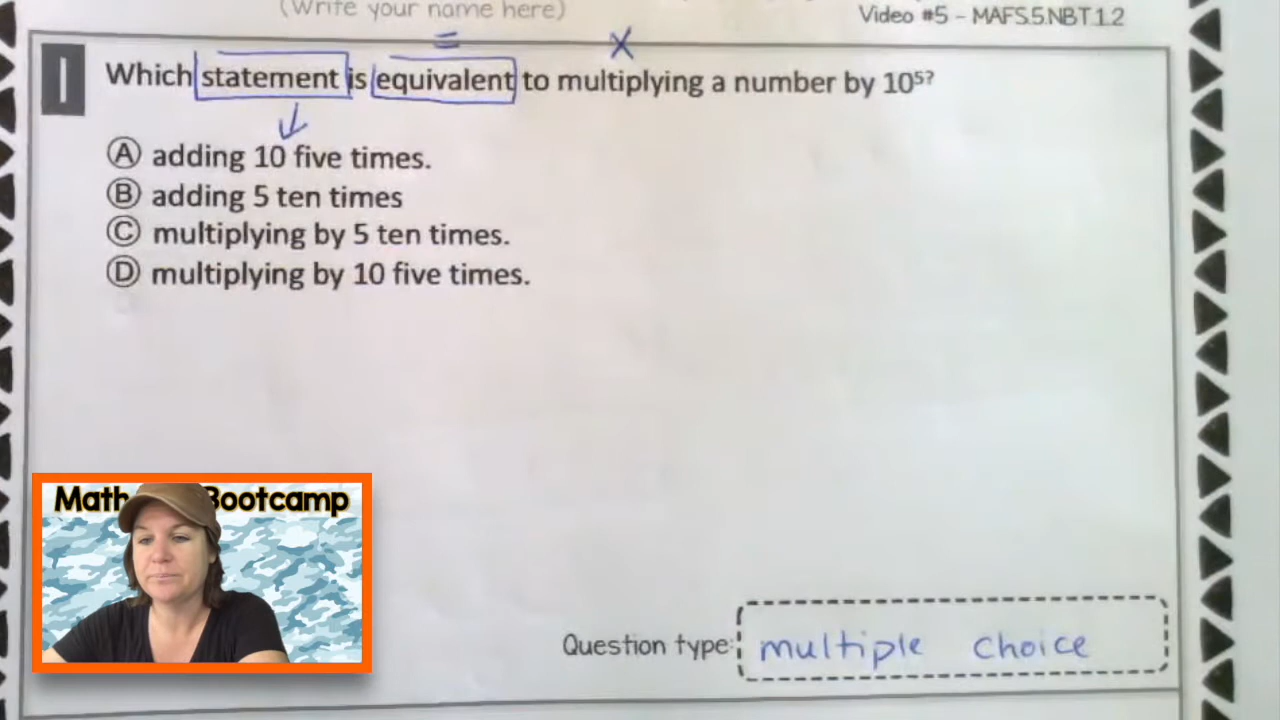 (Write your name here)
Video #5 - MAFS.5.NBT.1.2
= X
1 Which statement is equivalent to multiplying a number by 10⁵?
A adding 10 five times.
B adding 5 ten times
C multiplying by 5 ten times.
D multiplying by 10 five times.
Math Bootcamp
Question type: multiple choice